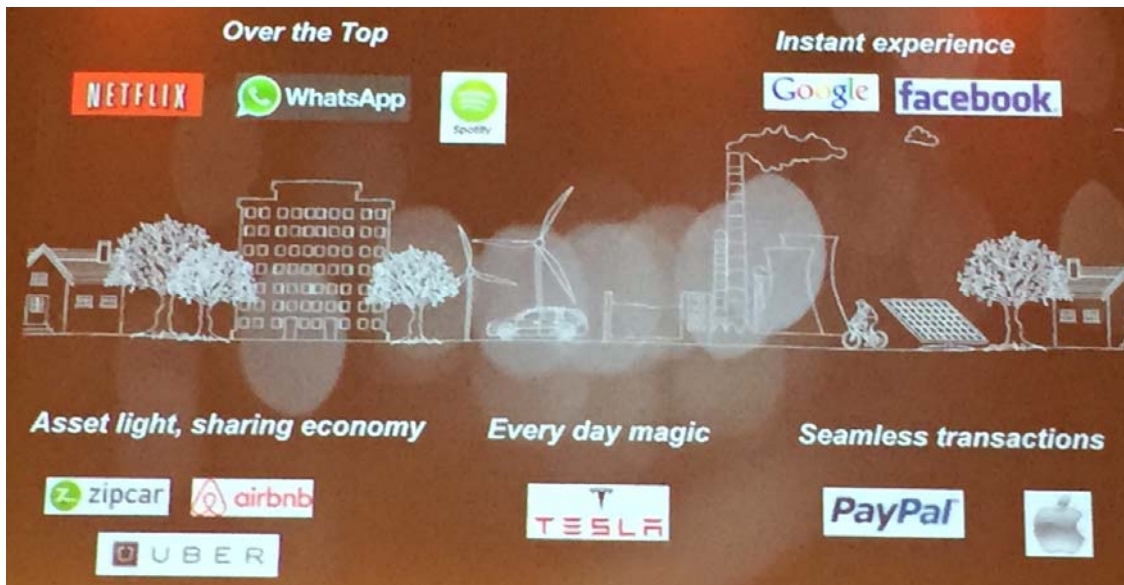 Over the Top
Instant experience
NETFLIX
WhatsApp
Spotify
Google
facebook
Asset light, sharing economy
Every day magic
Seamless transactions
zipcar
airbnb
TESLA
PayPal
UBER